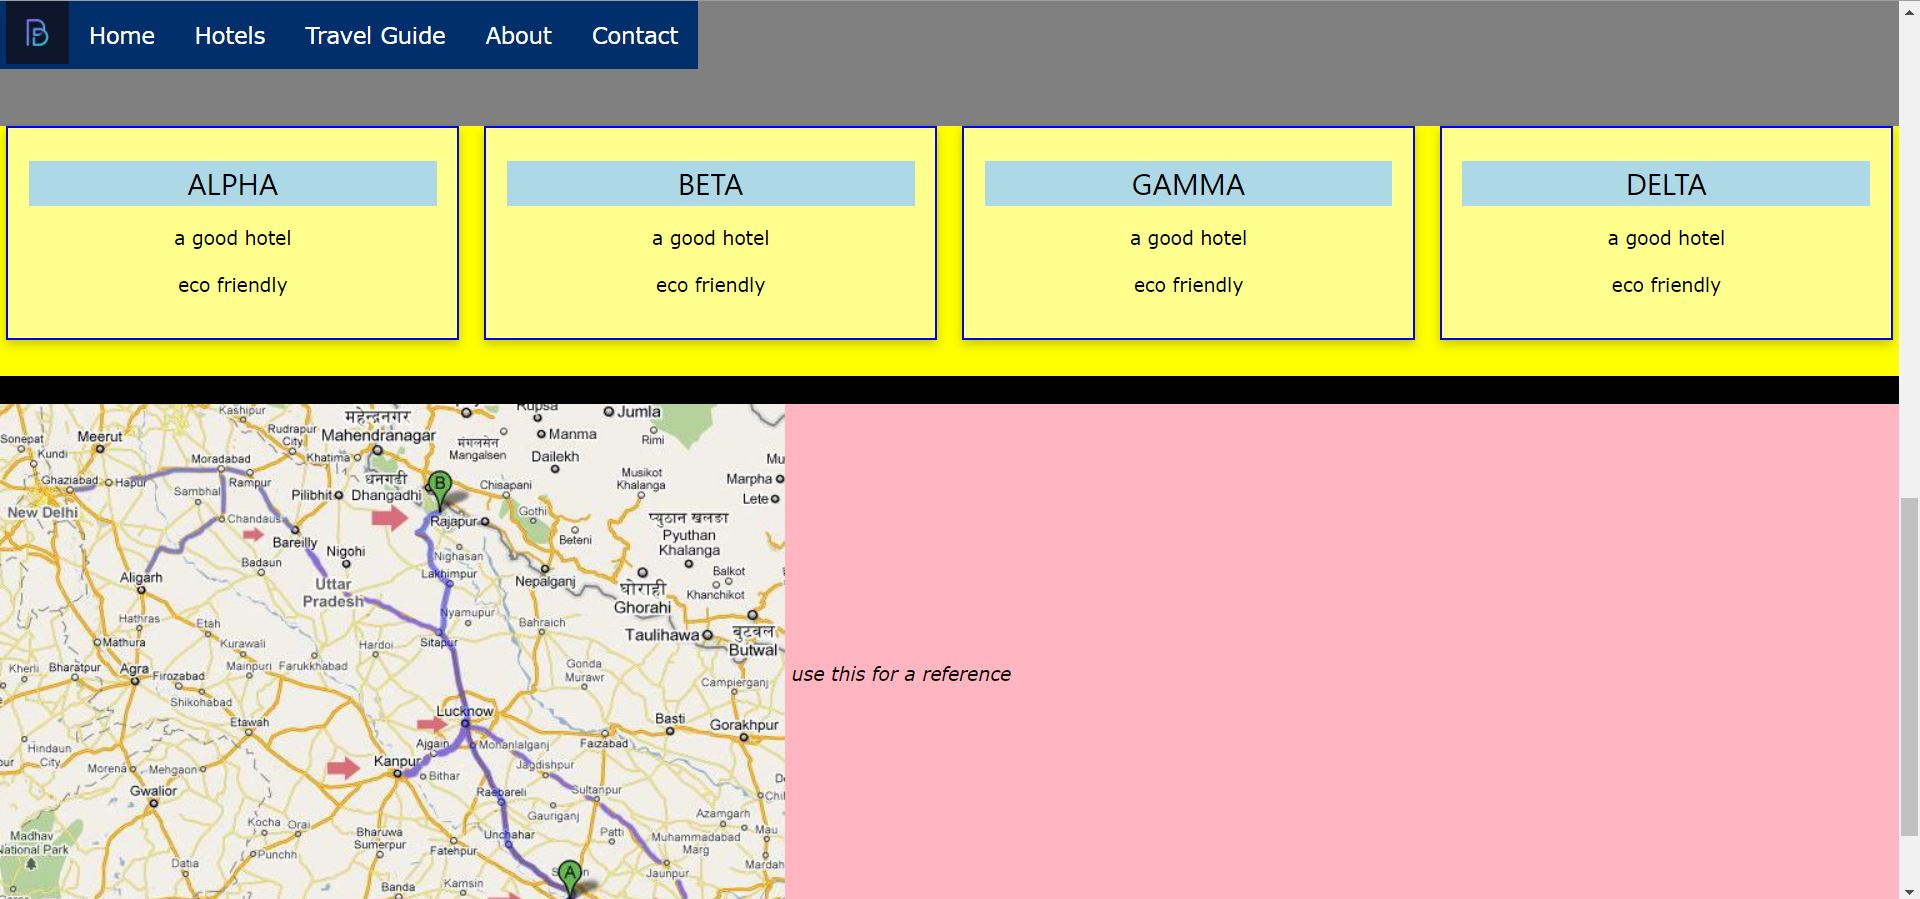 Home Hotels Travel Guide About Contact
ALPHA BETA GAMMA DELTA
a good hotel a good hotel a good hotel a good hotel
eco friendly eco friendly eco friendly eco friendly
Kashipur
महेन्द्रनगर
Rupsa
Jumla
Sonepat
Meerut
Rudrapur
City
Mahendranagar
मंगलसेन
Manma
Rimi
Kundi
Khatima
Mangalsen
Dailekh
Moradabad
धनगढी
Musikot
Khalanga
Marpha
Ghaziabad
Hapur
Rampur
Pilibhit
Dhangadhi
B
Chisapani
Lete
Sambhal
New Delhi
Chandaus
Rajapur
Gothi
प्युठान खलङा
Pyuthan
Khalanga
Bareilly
Nigohi
Beteni
Badaun
Nighasan
Aligarh
Uttar
Pradesh
Lakhimpur
Nepalganj
घोराही
Ghorahi
Balkot
Khanchikot
Hathras
Etah
Nyamupur
Bahraich
Mathura
Kurawali
Hardoi
Sitapur
Taulihawa
बुटवल
Butwal
Kherli
Bharatpur
Agra
Mainpuri
Farukkhabad
Gonda
Murawr
use this for a reference
Firozabad
Campierganj
Shikohabad
Etawah
Lucknow
Basti
Gorakhpur
Hindaun
City
Ajgain
Mohanlalganj
Faizabad
Morena
Mehgaon
Kanpur
Bithar
Jagdishpur
Gwalior
Raebareli
Sultanpur
Gauriganj
Azamgarh
Kocha
Orai
Bharuwa
Sumerpur
Unchahar
Patti
Muhammadabad
Mau
Marg
Madhav
National Park
Punchh
Fatehpur
Datia
A
Jaunpur
Banda
Kamsin